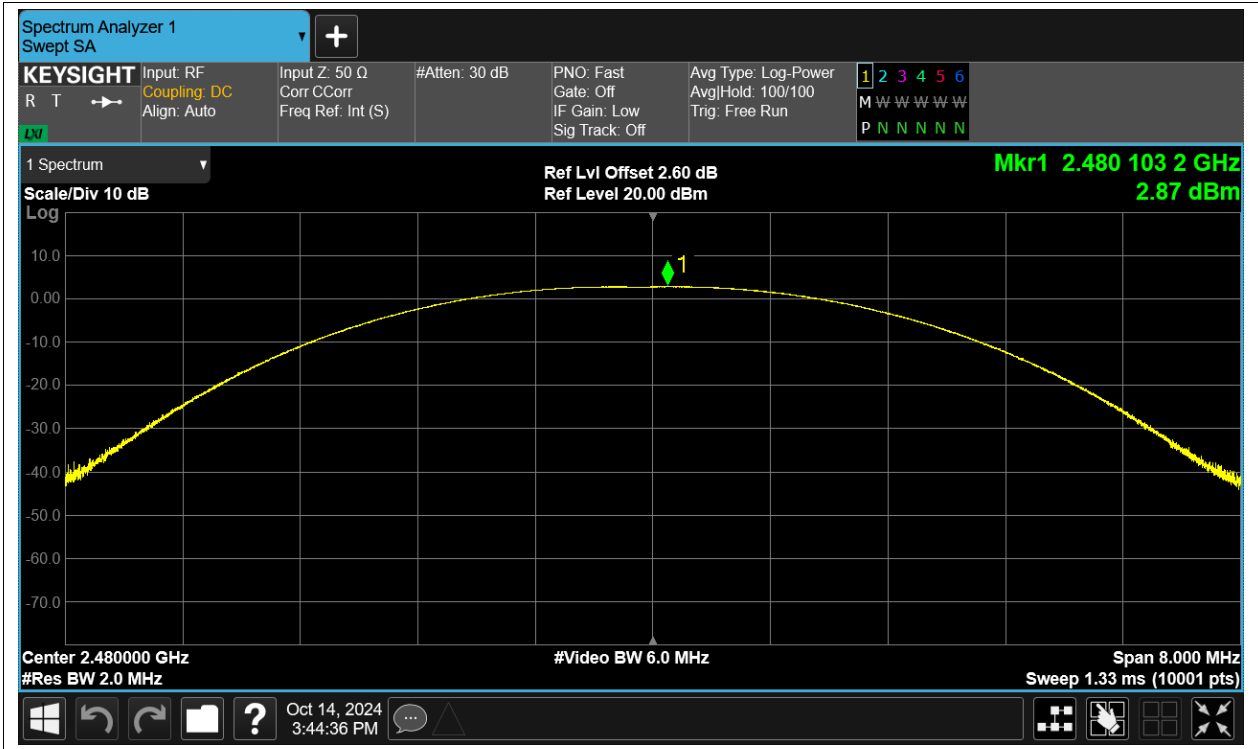 Spectrum Analyzer 1
Swept SA
+
KEYSIGHT
R T
LXI
Input: RF
Coupling: DC
Align: Auto
Input Z: 50 Ω
Corr CCorr
Freq Ref: Int (S)
#Atten: 30 dB
PNO: Fast
Gate: Off
IF Gain: Low
Sig Track: Off
Avg Type: Log-Power
Avg|Hold: 100/100
Trig: Free Run
1 2 3 4 5 6
M W W W W W
P N N N N N
1 Spectrum
Scale/Div 10 dB
Log
Ref Lvl Offset 2.60 dB
Ref Level 20.00 dBm
Mkr1 2.480 103 2 GHz
2.87 dBm
1
10.0
0.00
-10.0
-20.0
-30.0
-40.0
-50.0
-60.0
-70.0
Center 2.480000 GHz
#Video BW 6.0 MHz
Span 8.000 MHz
#Res BW 2.0 MHz
Sweep 1.33 ms (10001 pts)
?
Oct 14, 2024
3:44:36 PM